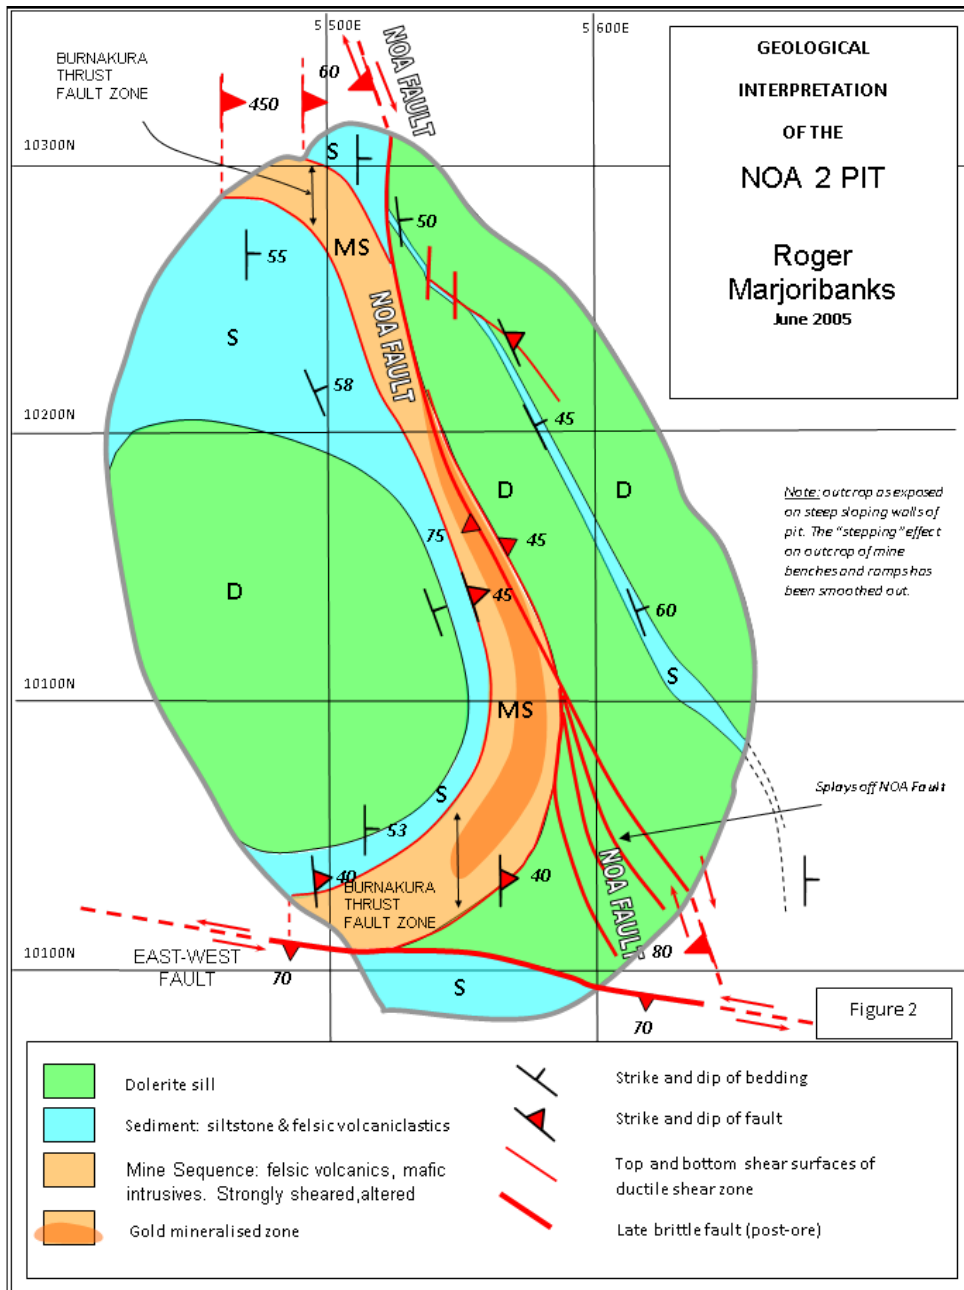 5 500E
5 600E
GEOLOGICAL
INTERPRETATION
OF THE
NOA 2 PIT
Roger
Marjoribanks
June 2005
BURNAKURA
THRUST
FAULT ZONE
60
450
NOA FAULT
10300N
S
50
MS
55
NOA FAULT
S
58
10200N
45
D
D
Note: outcrop as exposed
on steep sloping walls of
pit. The "stepping" effect
on outcrop of mine
benches and ramps has
been smoothed out.
75
45
D
45
60
10100N
S
MS
S
Splays off NOA Fault
53
40
BURNAKURA
THRUST
FAULT ZONE
40
NOA FAULT
80
10100N
EAST-WEST
FAULT
70
S
70
Figure 2
Dolerite sill
Sediment: siltstone & felsic volcaniclastics
Mine Sequence: felsic volcanics, mafic
intrusives. Strongly sheared,altered
Gold mineralised zone
Strike and dip of bedding
Strike and dip of fault
Top and bottom shear surfaces of
ductile shear zone
Late brittle fault (post-ore)